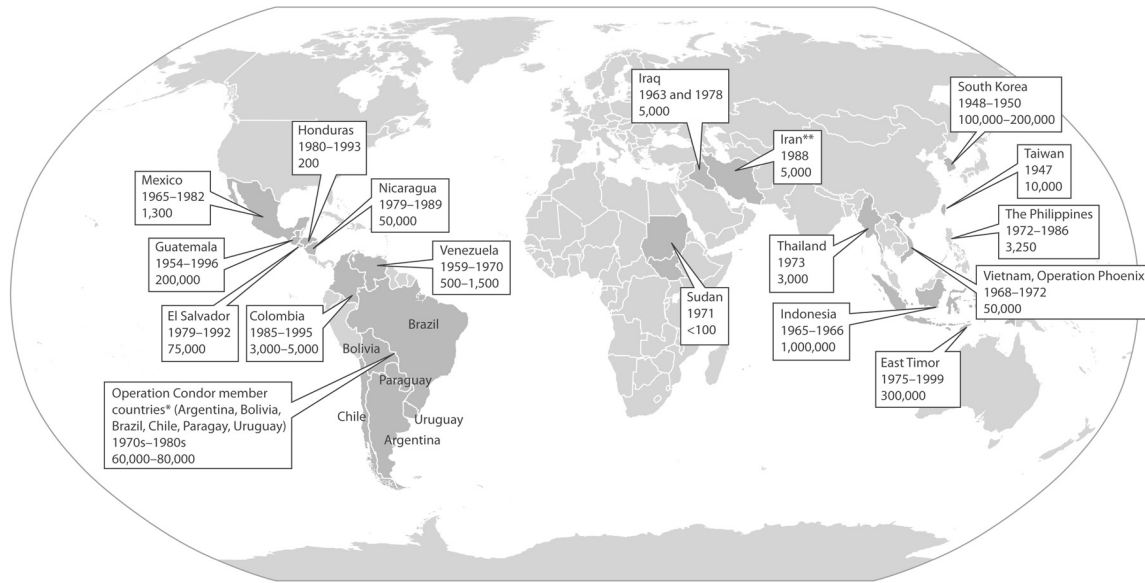 Iraq
1963 and 1978
5,000
South Korea
1948–1950
100,000–200,000
Honduras
1980–1993
200
Iran**
1988
5,000
Taiwan
1947
10,000
Mexico
1965–1982
1,300
Nicaragua
1979–1989
50,000
The Philippines
1972–1986
3,250
Guatemala
1954–1996
200,000
Venezuela
1959–1970
500–1,500
Thailand
1973
3,000
Vietnam, Operation Phoenix
1968–1972
50,000
El Salvador
1979–1992
75,000
Colombia
1985–1995
3,000–5,000
Sudan
1971
<100
Indonesia
1965–1966
1,000,000
Brazil
Bolivia
East Timor
1975–1999
300,000
Paraguay
Operation Condor member
countries* (Argentina, Bolivia,
Brazil, Chile, Paragay, Uruguay)
1970s–1980s
60,000–80,000
Chile
Uruguay
Argentina